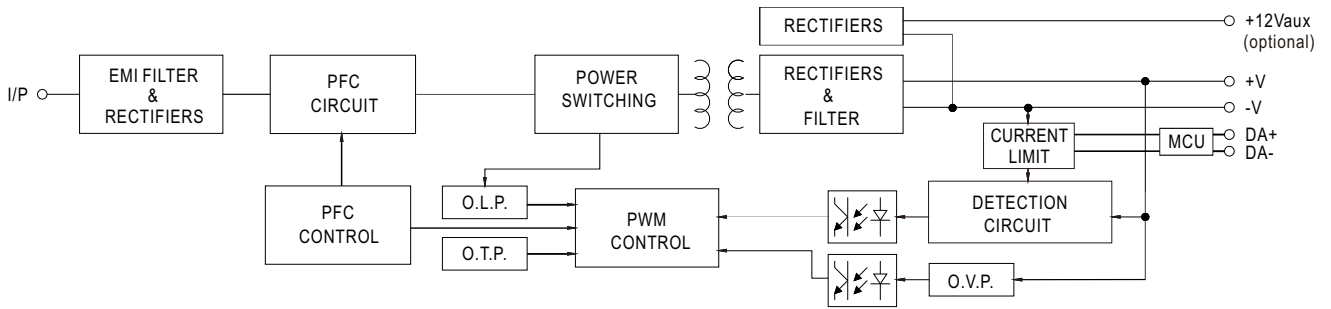 RECTIFIERS
+12Vaux
(optional)
I/P
EMI FILTER
&
RECTIFIERS
PFC
CIRCUIT
POWER
SWITCHING
RECTIFIERS
&
FILTER
+V
-V
CURRENT
LIMIT
MCU
DA+
DA-
PFC
CONTROL
O.L.P.
O.T.P.
PWM
CONTROL
DETECTION
CIRCUIT
O.V.P.